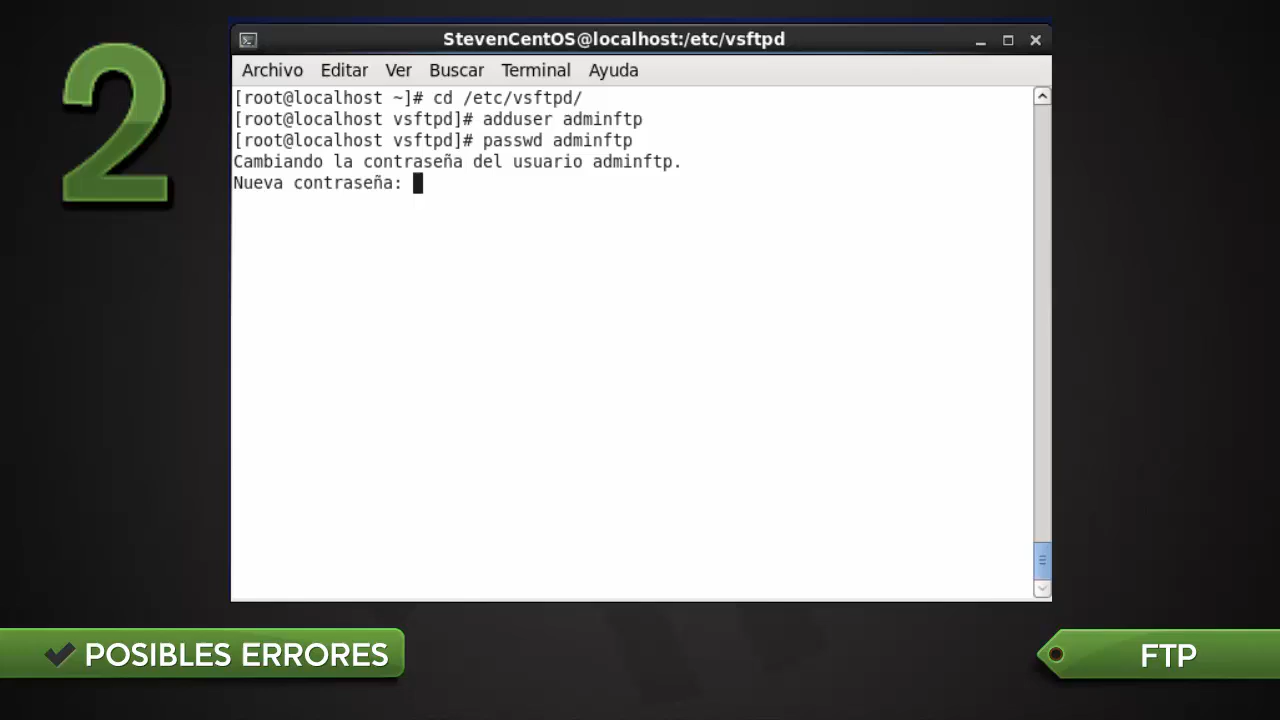 2
StevenCentOS@localhost:/etc/vsftpd
Archivo Editar Ver Buscar Terminal Ayuda
[root@localhost ~]# cd /etc/vsftpd/
[root@localhost vsftpd]# adduser adminftp
[root@localhost vsftpd]# passwd adminftp
Cambiando la contraseña del usuario adminftp.
Nueva contraseña:
POSIBLES ERRORES
FTP